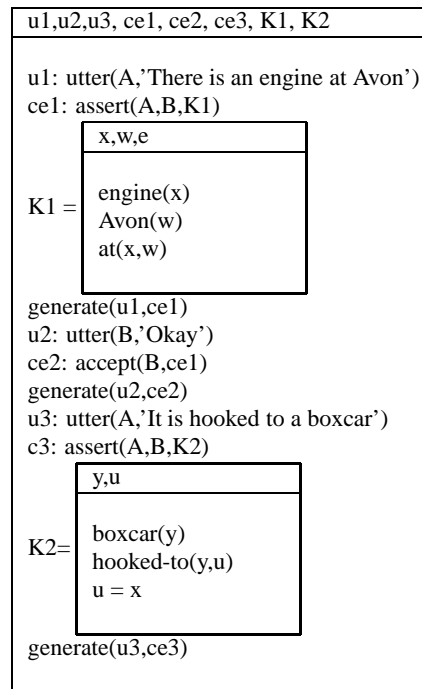 u1,u2,u3, ce1, ce2, ce3, K1, K2
u1: utter(A,'There is an engine at Avon')
ce1: assert(A,B,K1)
x,w,e
K1 =
engine(x)
Avon(w)
at(x,w)
generate(u1,ce1)
u2: utter(B,'Okay')
ce2: accept(B,ce1)
generate(u2,ce2)
u3: utter(A,'It is hooked to a boxcar')
c3: assert(A,B,K2)
y,u
K2=
boxcar(y)
hooked-to(y,u)
u = x
generate(u3,ce3)